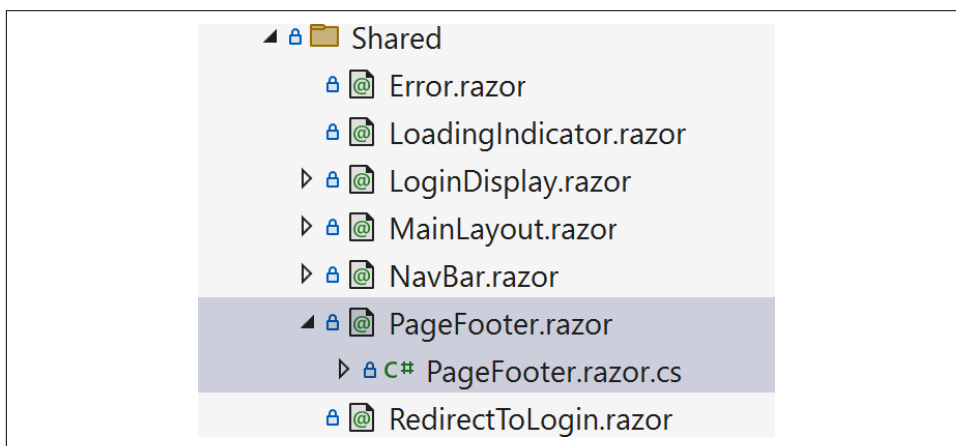 Shared
@ Error.razor
@ LoadingIndicator.razor
@ LoginDisplay.razor
@ MainLayout.razor
@ NavBar.razor
@ PageFooter.razor
C# PageFooter.razor.cs
@ RedirectToLogin.razor